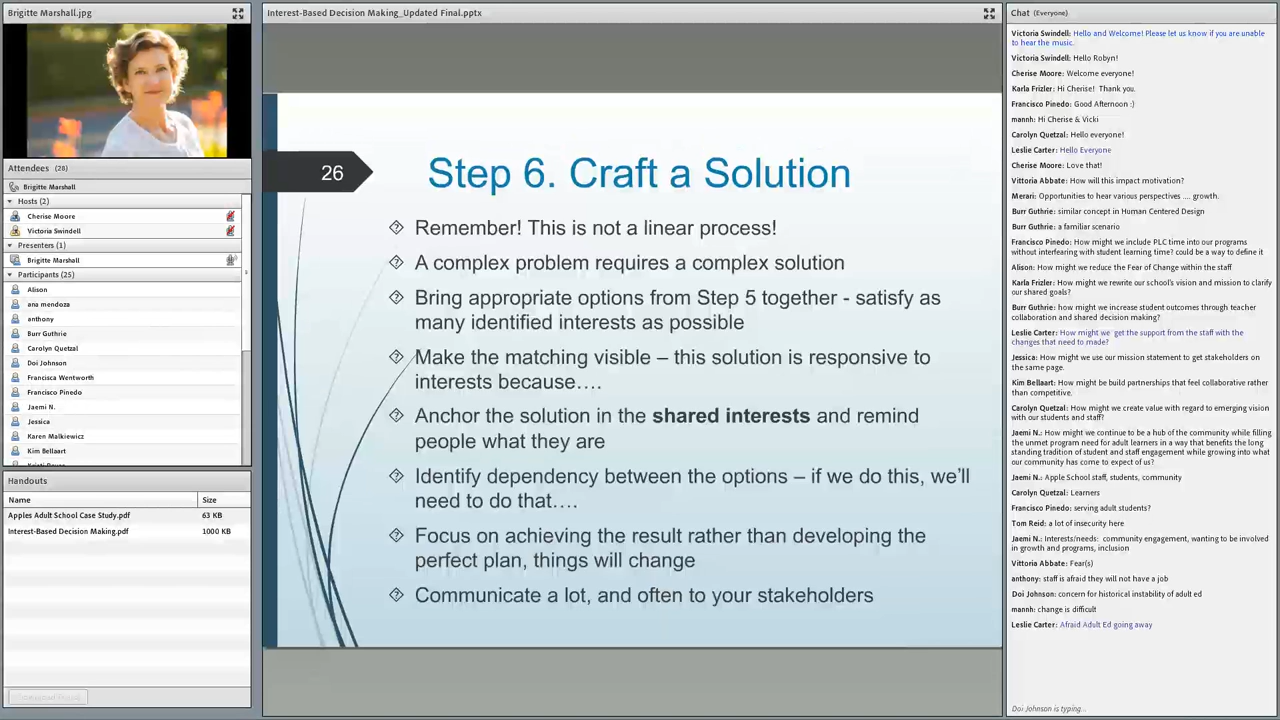 Brigitte Marshall.jpg
Attendees (28)
Brigitte Marshall
Hosts (2)
Cherise Moore
Victoria Swindell
Presenters (1)
Brigitte Marshall
Participants (25)
Alison
ana mendoza
anthony
Burr Guthrie
Carolyn Quetzal
Doi Johnson
Francisca Wentworth
Francisco Pinedo
Jaemi N.
Jessica
Karen Malkiewicz
Kim Bellaart
Handouts
Name Size
Apples Adult School Case Study.pdf 63 KB
Interest-Based Decision Making.pdf 1000 KB
Interest-Based Decision Making_Updated Final.pptx
26
Step 6. Craft a Solution
Remember! This is not a linear process!
A complex problem requires a complex solution
Bring appropriate options from Step 5 together - satisfy as
many identified interests as possible
Make the matching visible – this solution is responsive to
interests because….
Anchor the solution in the shared interests and remind
people what they are
Identify dependency between the options – if we do this, we'll
need to do that….
Focus on achieving the result rather than developing the
perfect plan, things will change
Communicate a lot, and often to your stakeholders
Chat (Everyone)
Victoria Swindell: Hello and Welcome! Please let us know if you are unable
to hear the music.
Victoria Swindell: Hello Robyn!
Cherise Moore: Welcome everyone!
Karla Frizler: Hi Cherise! Thank you.
Francisco Pinedo: Good Afternoon :)
mannh: Hi Cherise & Vicki
Carolyn Quetzal: Hello everyone!
Leslie Carter: Hello Everyone
Cherise Moore: Love that!
Vittoria Abbate: How will this impact motivation?
Merari: Opportunities to hear various perspectives .... growth.
Burr Guthrie: similar concept in Human Centered Design
Burr Guthrie: a familiar scenario
Francisco Pinedo: How might we include PLC time into our programs
without interfearing with student learning time? could be a way to define it
Alison: How might we reduce the Fear of Change within the staff
Karla Frizler: How might we rewrite our school's vision and mission to clarify
our shared goals?
Burr Guthrie: how might we increase student outcomes through teacher
collaboration and shared decision making?
Leslie Carter: How might we get the support from the staff with the
changes that need to made?
Jessica: How might we use our mission statement to get stakeholders on
the same page.
Kim Bellaart: How might be build partnerships that feel collaborative rather
than competitive.
Carolyn Quetzal: How might we create value with regard to emerging vision
with our students and staff?
Jaemi N.: How might we continue to be a hub of the community while filling
the unmet program need for adult learners in a way that benefits the long
standing tradition of student and staff engagement while growing into what
our community has come to expect of us?
Jaemi N.: Apple School staff, students, community
Carolyn Quetzal: Learners
Francisco Pinedo: serving adult students?
Tom Reid: a lot of insecurity here
Jaemi N.: Interests/needs: community engagement, wanting to be involved
in growth and programs, inclusion
Vittoria Abbate: Fear(s)
anthony: staff is afraid they will not have a job
Doi Johnson: concern for historical instability of adult ed
mannh: change is difficult
Leslie Carter: Afraid Adult Ed going away
Doi Johnson is typing...